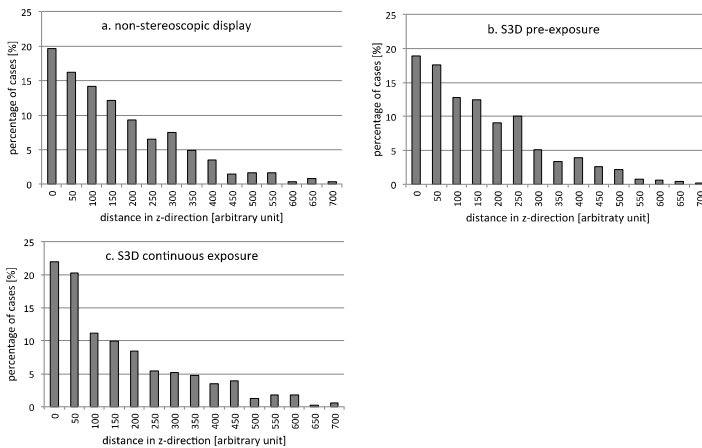 a. non-stereoscopic display
percentage of cases [%]
25
20
15
10
5
0
0 50 100 150 200 250 300 350 400 450 500 550 600 650 700
distance in z-direction [arbitrary unit]
b. S3D pre-exposure
percentage of cases [%]
25
20
15
10
5
0
0 50 100 150 200 250 300 350 400 450 500 550 600 650 700
distance in z-direction [arbitrary unit]
c. S3D continuous exposure
percentage of cases [%]
25
20
15
10
5
0
0 50 100 150 200 250 300 350 400 450 500 550 600 650 700
distance in z-direction [arbitrary unit]